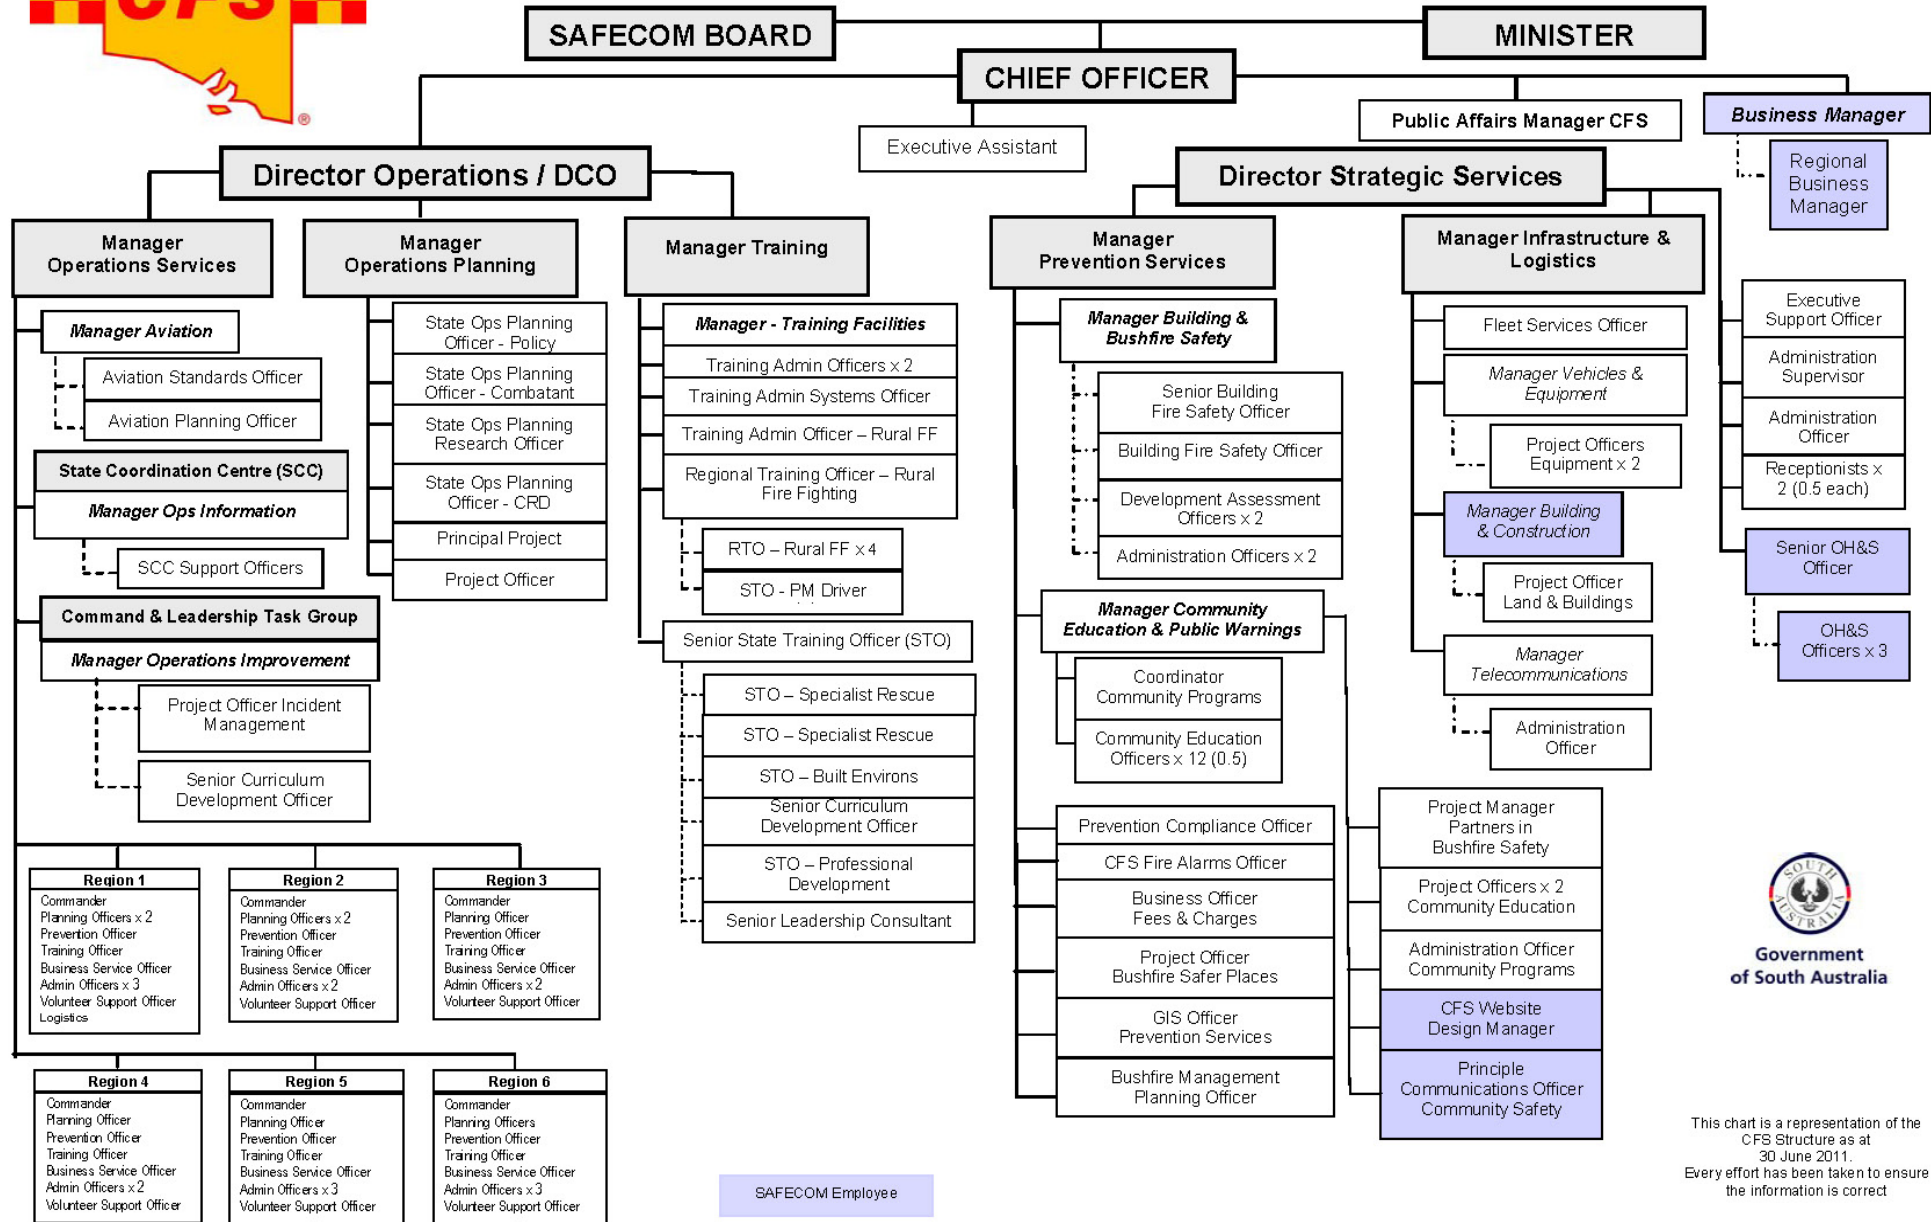 CFS
®
SAFECOM BOARD
MINISTER
CHIEF OFFICER
Executive Assistant
Public Affairs Manager CFS
Business Manager
Regional
Business
Manager
Director Operations / DCO
Director Strategic Services
Manager
Operations Services
Manager
Operations Planning
Manager Training
Manager
Prevention Services
Manager Infrastructure &
Logistics
Manager Aviation
Aviation Standards Officer
Aviation Planning Officer
State Coordination Centre (SCC)
Manager Ops Information
SCC Support Officers
Command & Leadership Task Group
Manager Operations Improvement
Project Officer Incident
Management
Senior Curriculum
Development Officer
State Ops Planning
Officer - Policy
State Ops Planning
Officer - Combatant
State Ops Planning
Research Officer
State Ops Planning
Officer - CRD
Principal Project
Project Officer
Manager - Training Facilities
Training Admin Officers x 2
Training Admin Systems Officer
Training Admin Officer – Rural FF
Regional Training Officer – Rural
Fire Fighting
RTO – Rural FF x 4
STO - PM Driver
Senior State Training Officer (STO)
STO – Specialist Rescue
STO – Specialist Rescue
STO – Built Environs
Senior Curriculum
Development Officer
STO – Professional
Development
Senior Leadership Consultant
Manager Building &
Bushfire Safety
Senior Building
Fire Safety Officer
Building Fire Safety Officer
Development Assessment
Officers x 2
Administration Officers x 2
Manager Community
Education & Public Warnings
Coordinator
Community Programs
Community Education
Officers x 12 (0.5)
Prevention Compliance Officer
CFS Fire Alarms Officer
Business Officer
Fees & Charges
Project Officer
Bushfire Safer Places
GIS Officer
Prevention Services
Bushfire Management
Planning Officer
Project Manager
Partners in
Bushfire Safety
Project Officers x 2
Community Education
Administration Officer
Community Programs
CFS Website
Design Manager
Principle
Communications Officer
Community Safety
Fleet Services Officer
Manager Vehicles &
Equipment
Project Officers
Equipment x 2
Manager Building
& Construction
Project Officer
Land & Buildings
Manager
Telecommunications
Administration
Officer
Executive
Support Officer
Administration
Supervisor
Administration
Officer
Receptionists x
2 (0.5 each)
Senior OH&S
Officer
OH&S
Officers x 3
Region 1
Commander
Planning Officers x 2
Prevention Officer
Training Officer
Business Service Officer
Admin Officers x 3
Volunteer Support Officer
Logistics
Region 2
Commander
Planning Officers x 2
Prevention Officer
Training Officer
Business Service Officer
Admin Officers x 2
Volunteer Support Officer
Region 3
Commander
Planning Officer
Prevention Officer
Training Officer
Business Service Officer
Admin Officers x 2
Volunteer Support Officer
Region 4
Commander
Planning Officer
Prevention Officer
Training Officer
Business Service Officer
Admin Officers x 2
Volunteer Support Officer
Region 5
Commander
Planning Officer
Prevention Officer
Training Officer
Business Service Officer
Admin Officers x 3
Volunteer Support Officer
Region 6
Commander
Planning Officers
Prevention Officer
Training Officer
Business Service Officer
Admin Officers x 3
Volunteer Support Officer
SAFECOM Employee
SOUTH
AUSTRALIA
Government
of South Australia
This chart is a representation of the
CFS Structure as at
30 June 2011.
Every effort has been taken to ensure
the information is correct